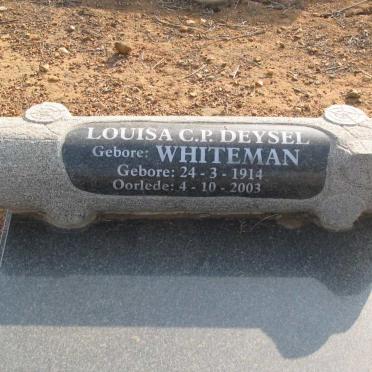 LOUISA C.P. DEYSEL
Gebore: WHITEMAN
Gebore: 24 - 3 - 1914
Oorlede: 4 - 10 - 2003